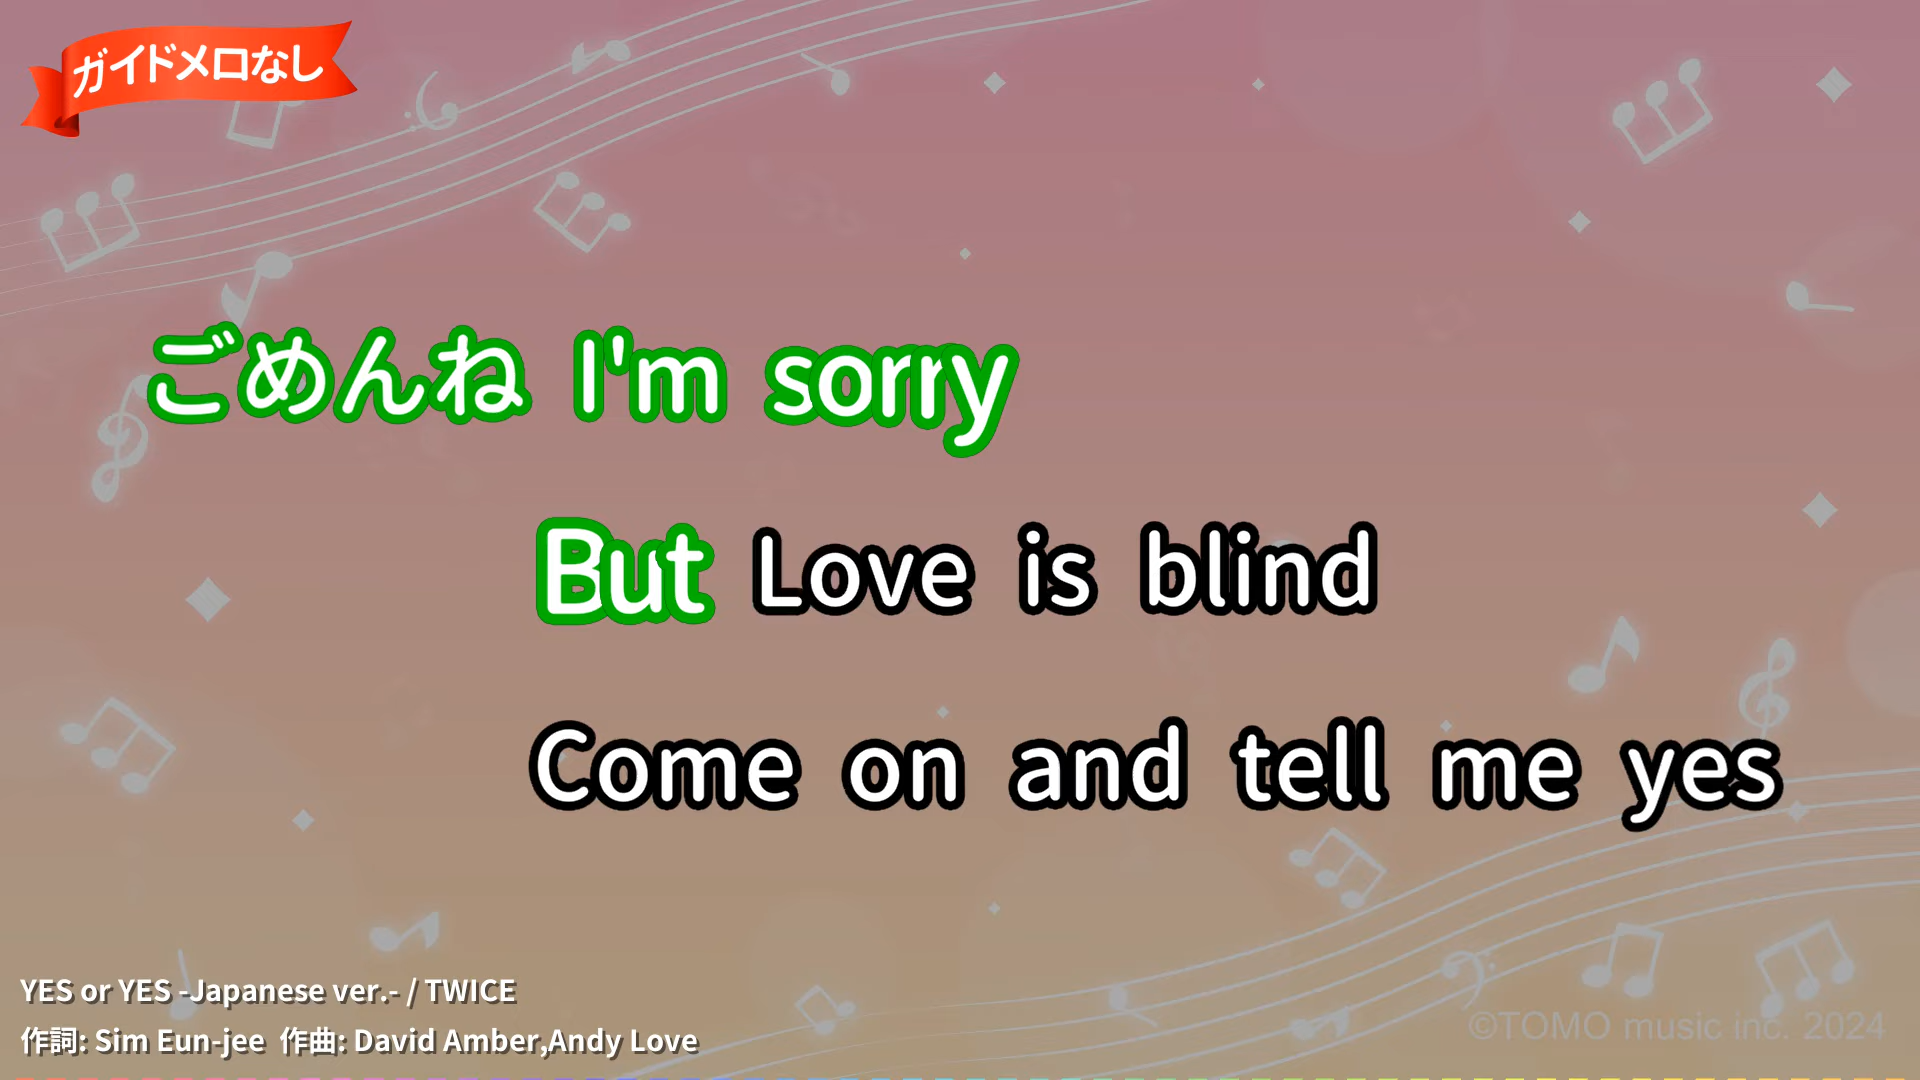 ガイドメロなし
ごめんね I'm sorry
But Love is blind
Come on and tell me yes
YES or YES -Japanese ver.- / TWICE
作詞: Sim Eun-jee 作曲: David Amber,Andy Love
©TOMO music inc. 2024